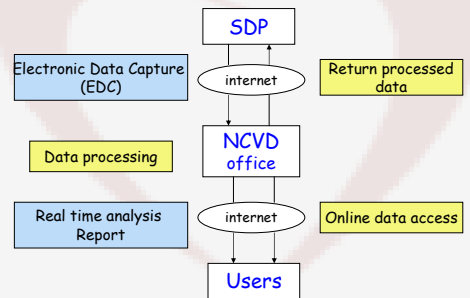 SDP
Electronic Data Capture
(EDC)
internet
Return processed
data
NCVD
office
Data processing
Real time analysis
Report
internet
Online data access
Users